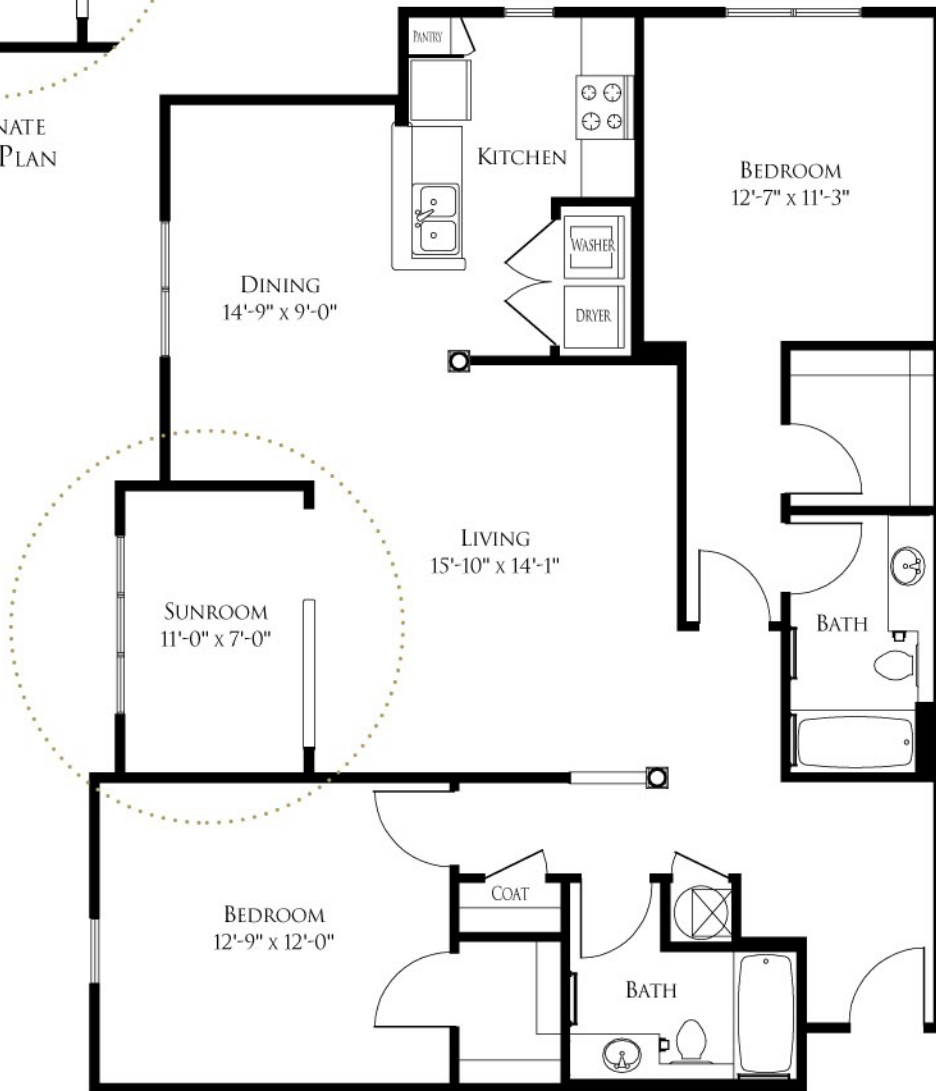 PANTRY
NATE
PLAN
KITCHEN
BEDROOM
12'-7" X 11'-3"
WASHER
DINING
14'-9" X 9'-0"
DRYER
LIVING
15'-10" X 14'-1"
SUNROOM
11'-0" X 7'-0"
BATH
COAT
BEDROOM
12'-9" X 12'-0"
BATH